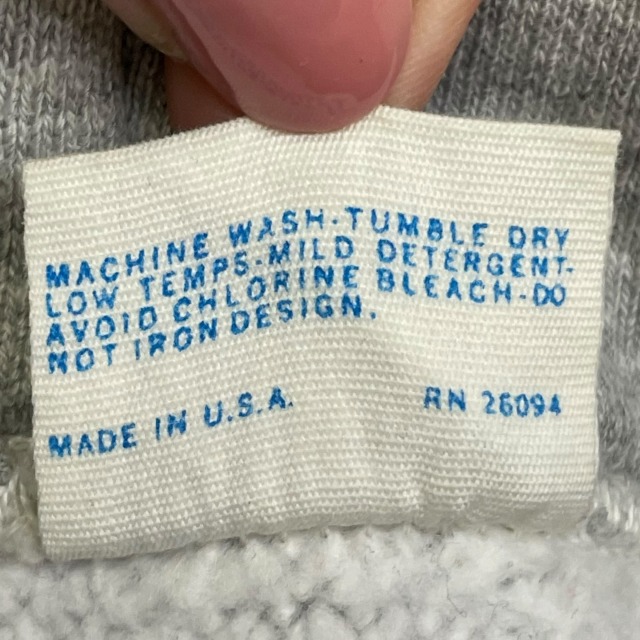 MACHINE WASH-TUMBLE DRY
LOW TEMPS-MILD DETERGENT-
AVOID CHLORINE BLEACH-DO
NOT IRON DESIGN.
MADE IN U.S.A. RN 26094